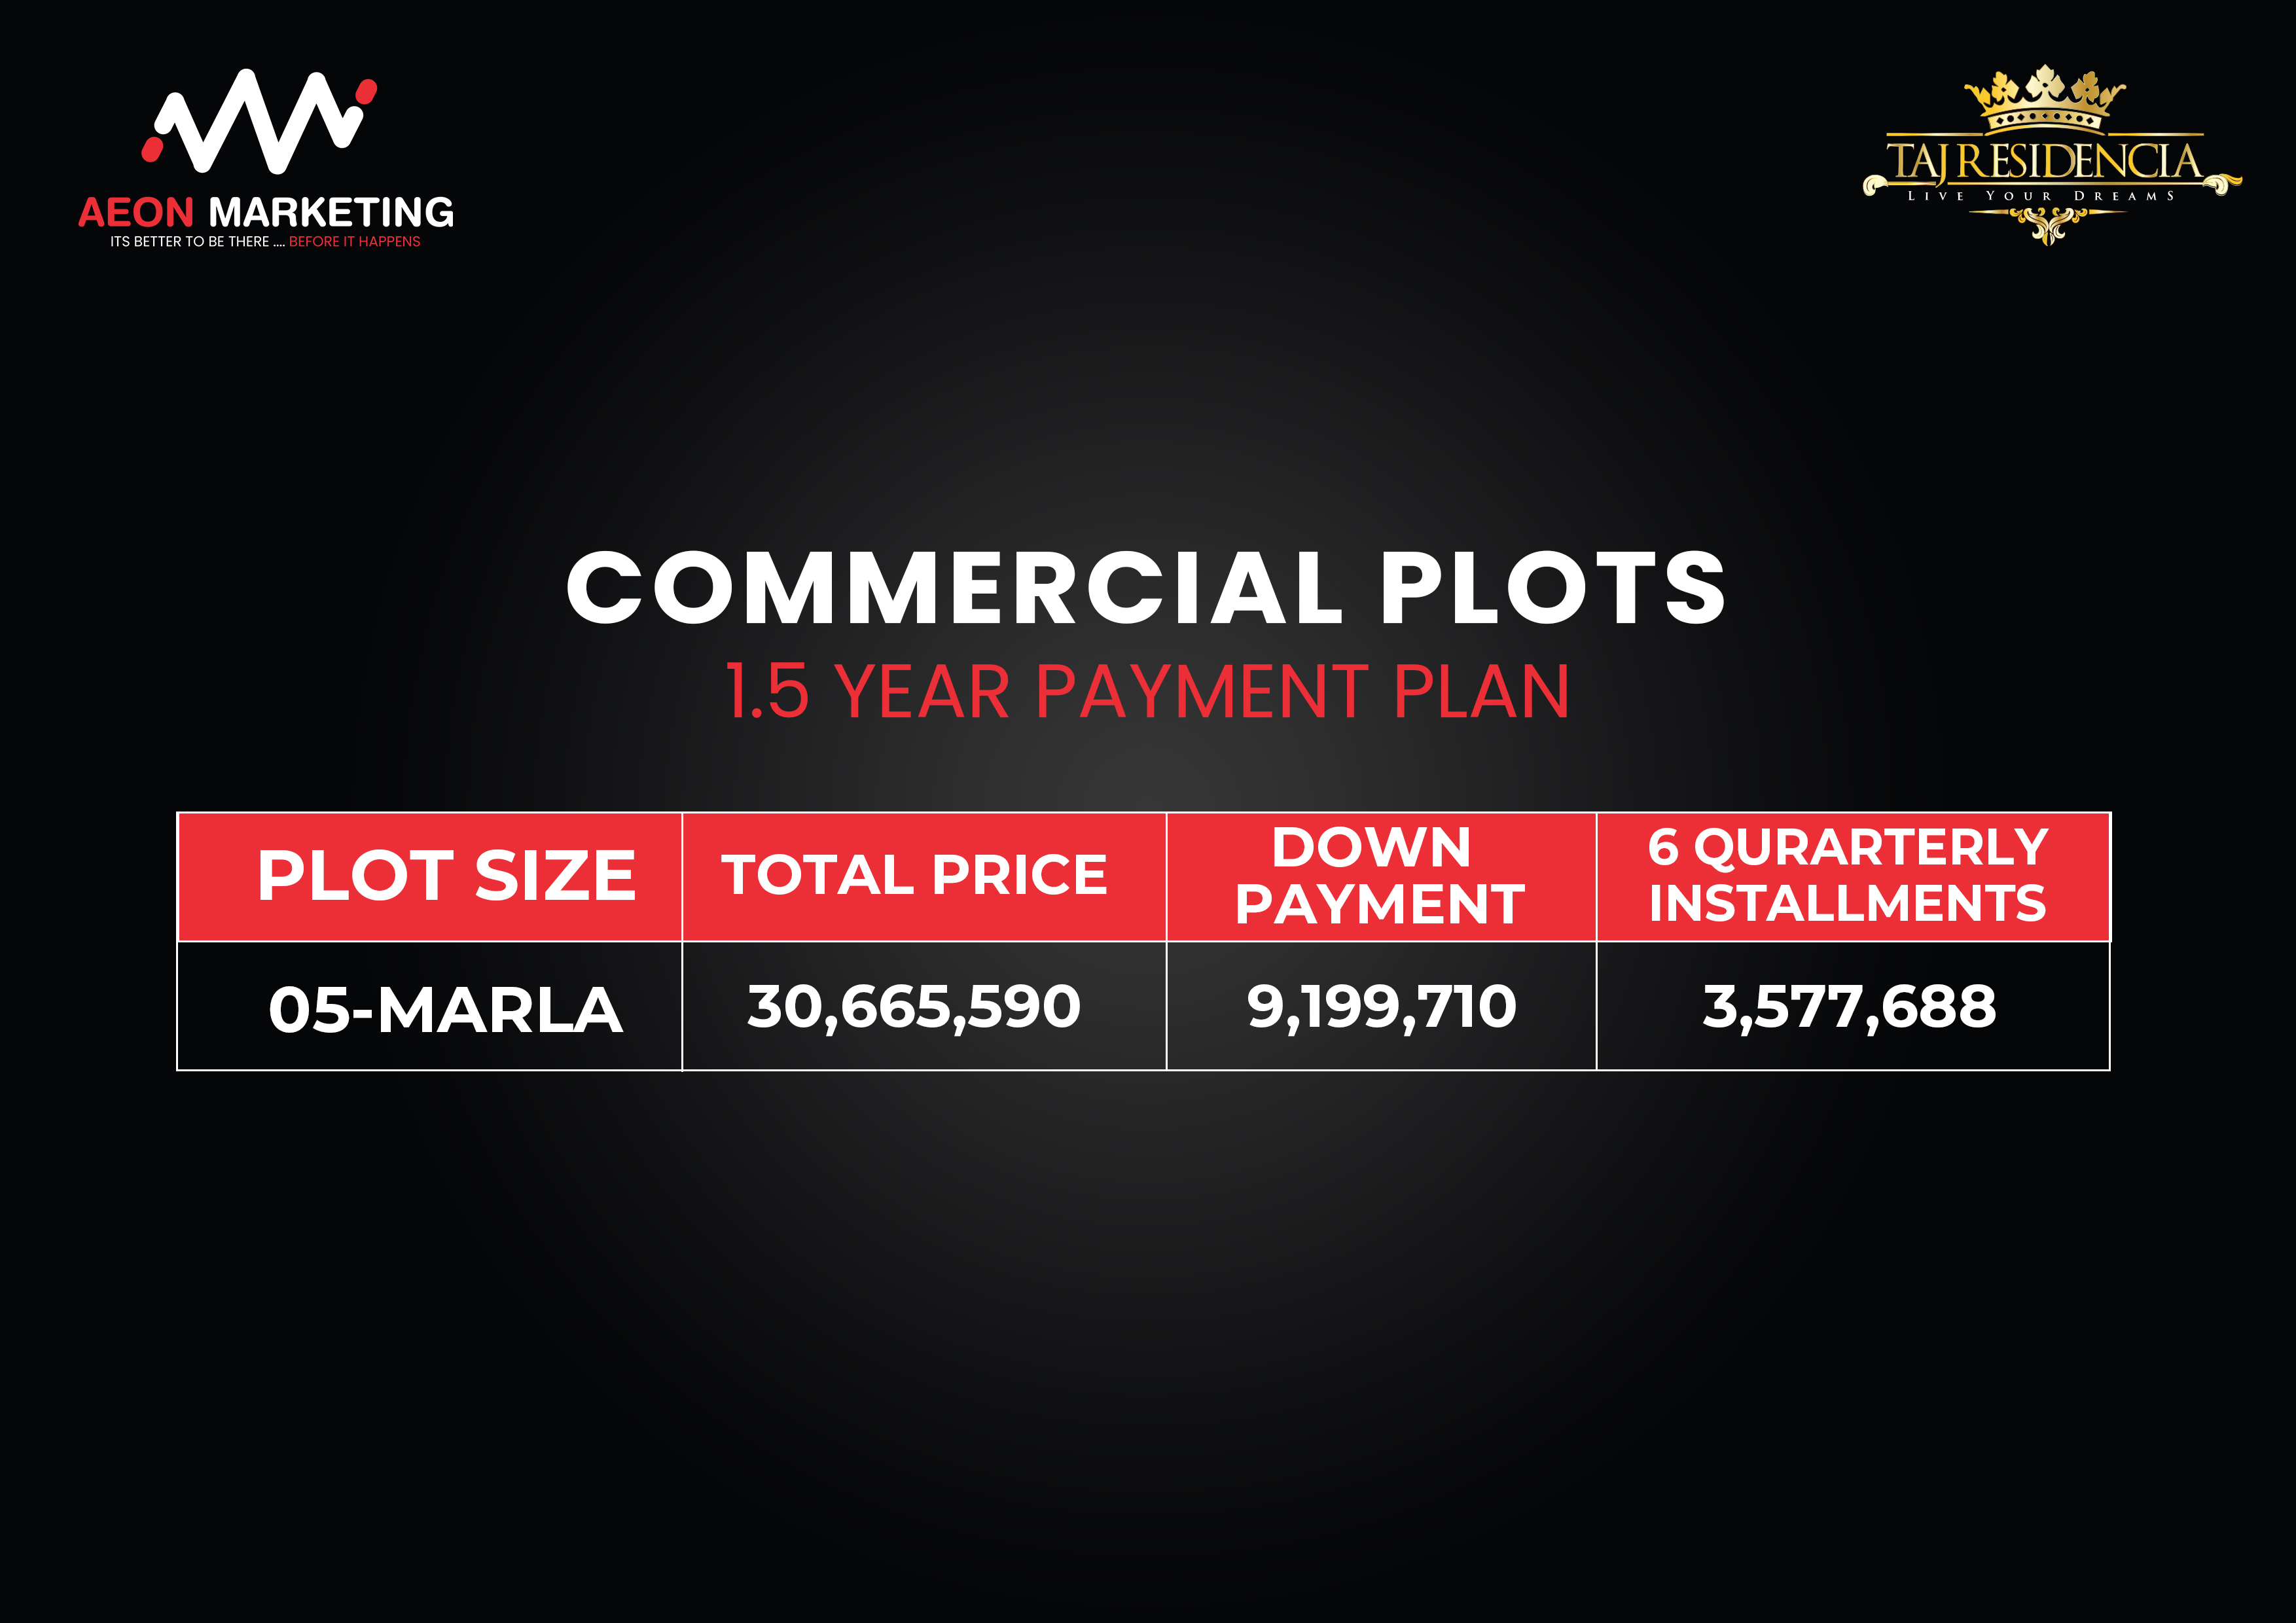 AEON MARKETING
ITS BETTER TO BE THERE .... BEFORE IT HAPPENS
TAJ RESIDENCIA
LIVE YOUR DREAMS
COMMERCIAL PLOTS
1.5 YEAR PAYMENT PLAN
PLOT SIZE
TOTAL PRICE
DOWN
PAYMENT
6 QURARTERLY
INSTALLMENTS
05-MARLA
30,665,590
9,199,710
3,577,688